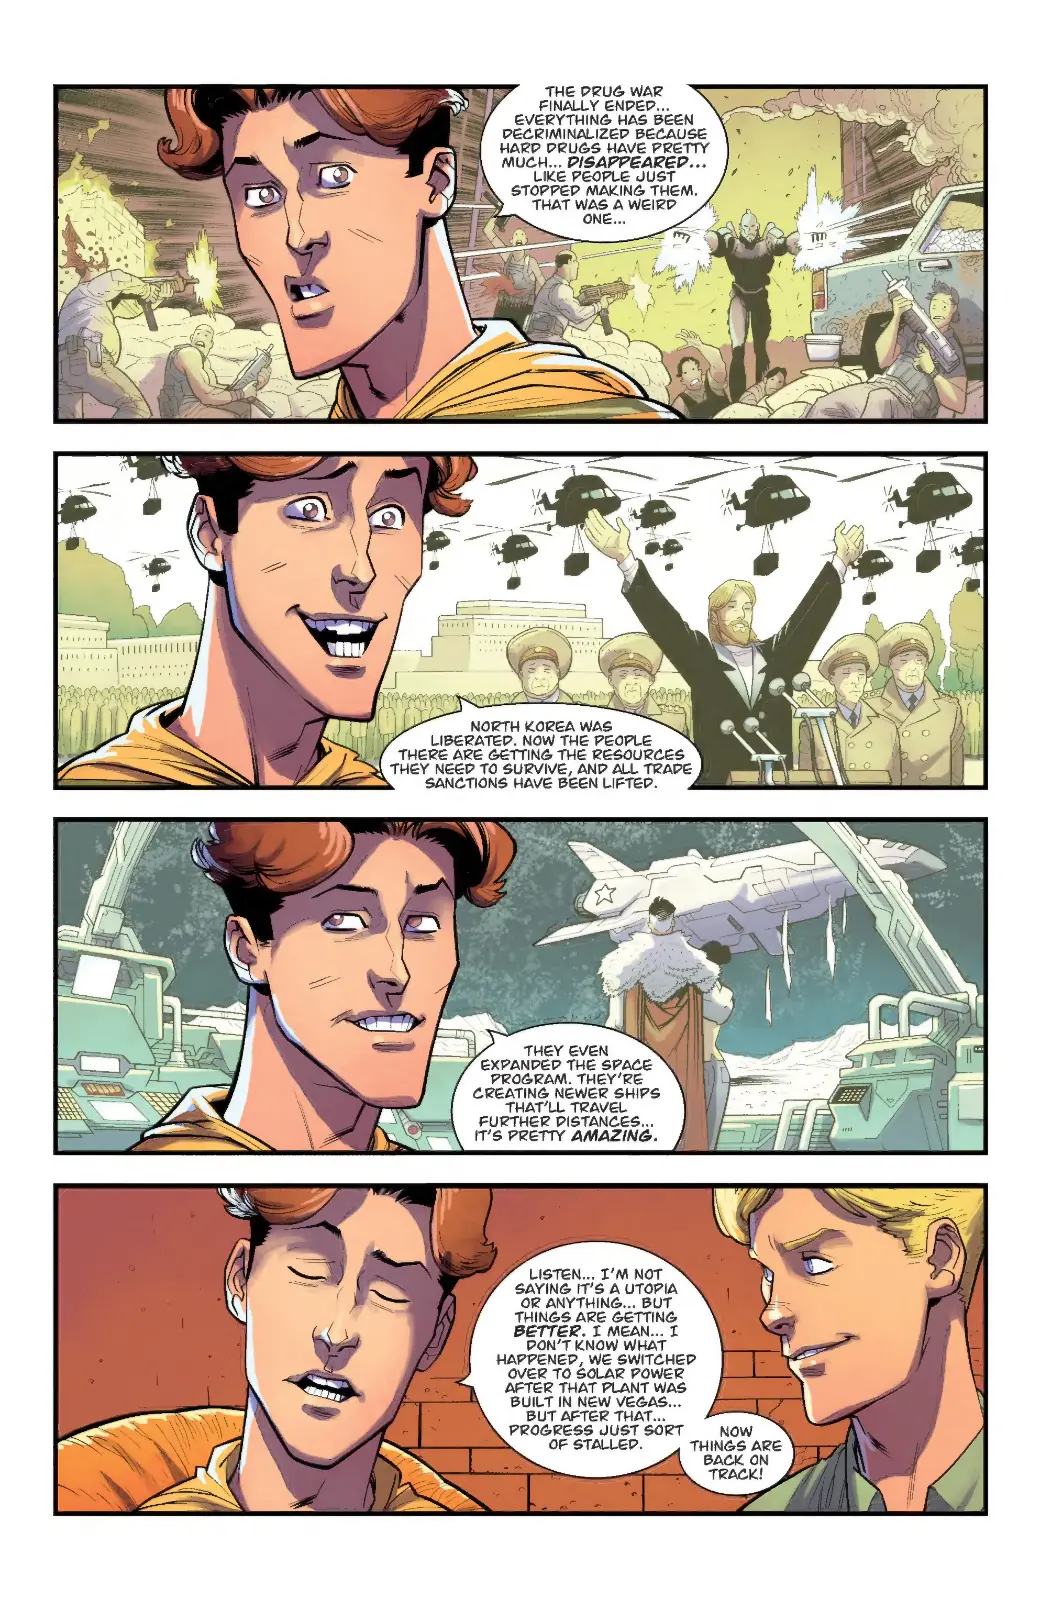 THE DRUG WAR
FINALLY ENDED...
EVERYTHING HAS BEEN
DECRIMINALIZED BECAUSE
HARD DRUGS HAVE PRETTY
MUCH... DISAPPEARED...
LIKE PEOPLE JUST
STOPPED MAKING THEM.
THAT WAS A WEIRD
ONE...
NORTH KOREA WAS
LIBERATED. NOW THE PEOPLE
THERE ARE GETTING THE RESOURCES
THEY NEED TO SURVIVE, AND ALL TRADE
SANCTIONS HAVE BEEN LIFTED.
THEY EVEN
EXPANDED THE SPACE
PROGRAM. THEY'RE
CREATING NEWER SHIPS
THAT'LL TRAVEL
FURTHER DISTANCES...
IT'S PRETTY AMAZING.
LISTEN... I'M NOT
SAYING IT'S A UTOPIA
OR ANYTHING... BUT
THINGS ARE GETTING
BETTER. I MEAN... I
DON'T KNOW WHAT
HAPPENED, WE SWITCHED
OVER TO SOLAR POWER
AFTER THAT PLANT WAS
BUILT IN NEW VEGAS...
BUT AFTER THAT...
PROGRESS JUST SORT
OF STALLED.
NOW
THINGS ARE
BACK ON
TRACK!